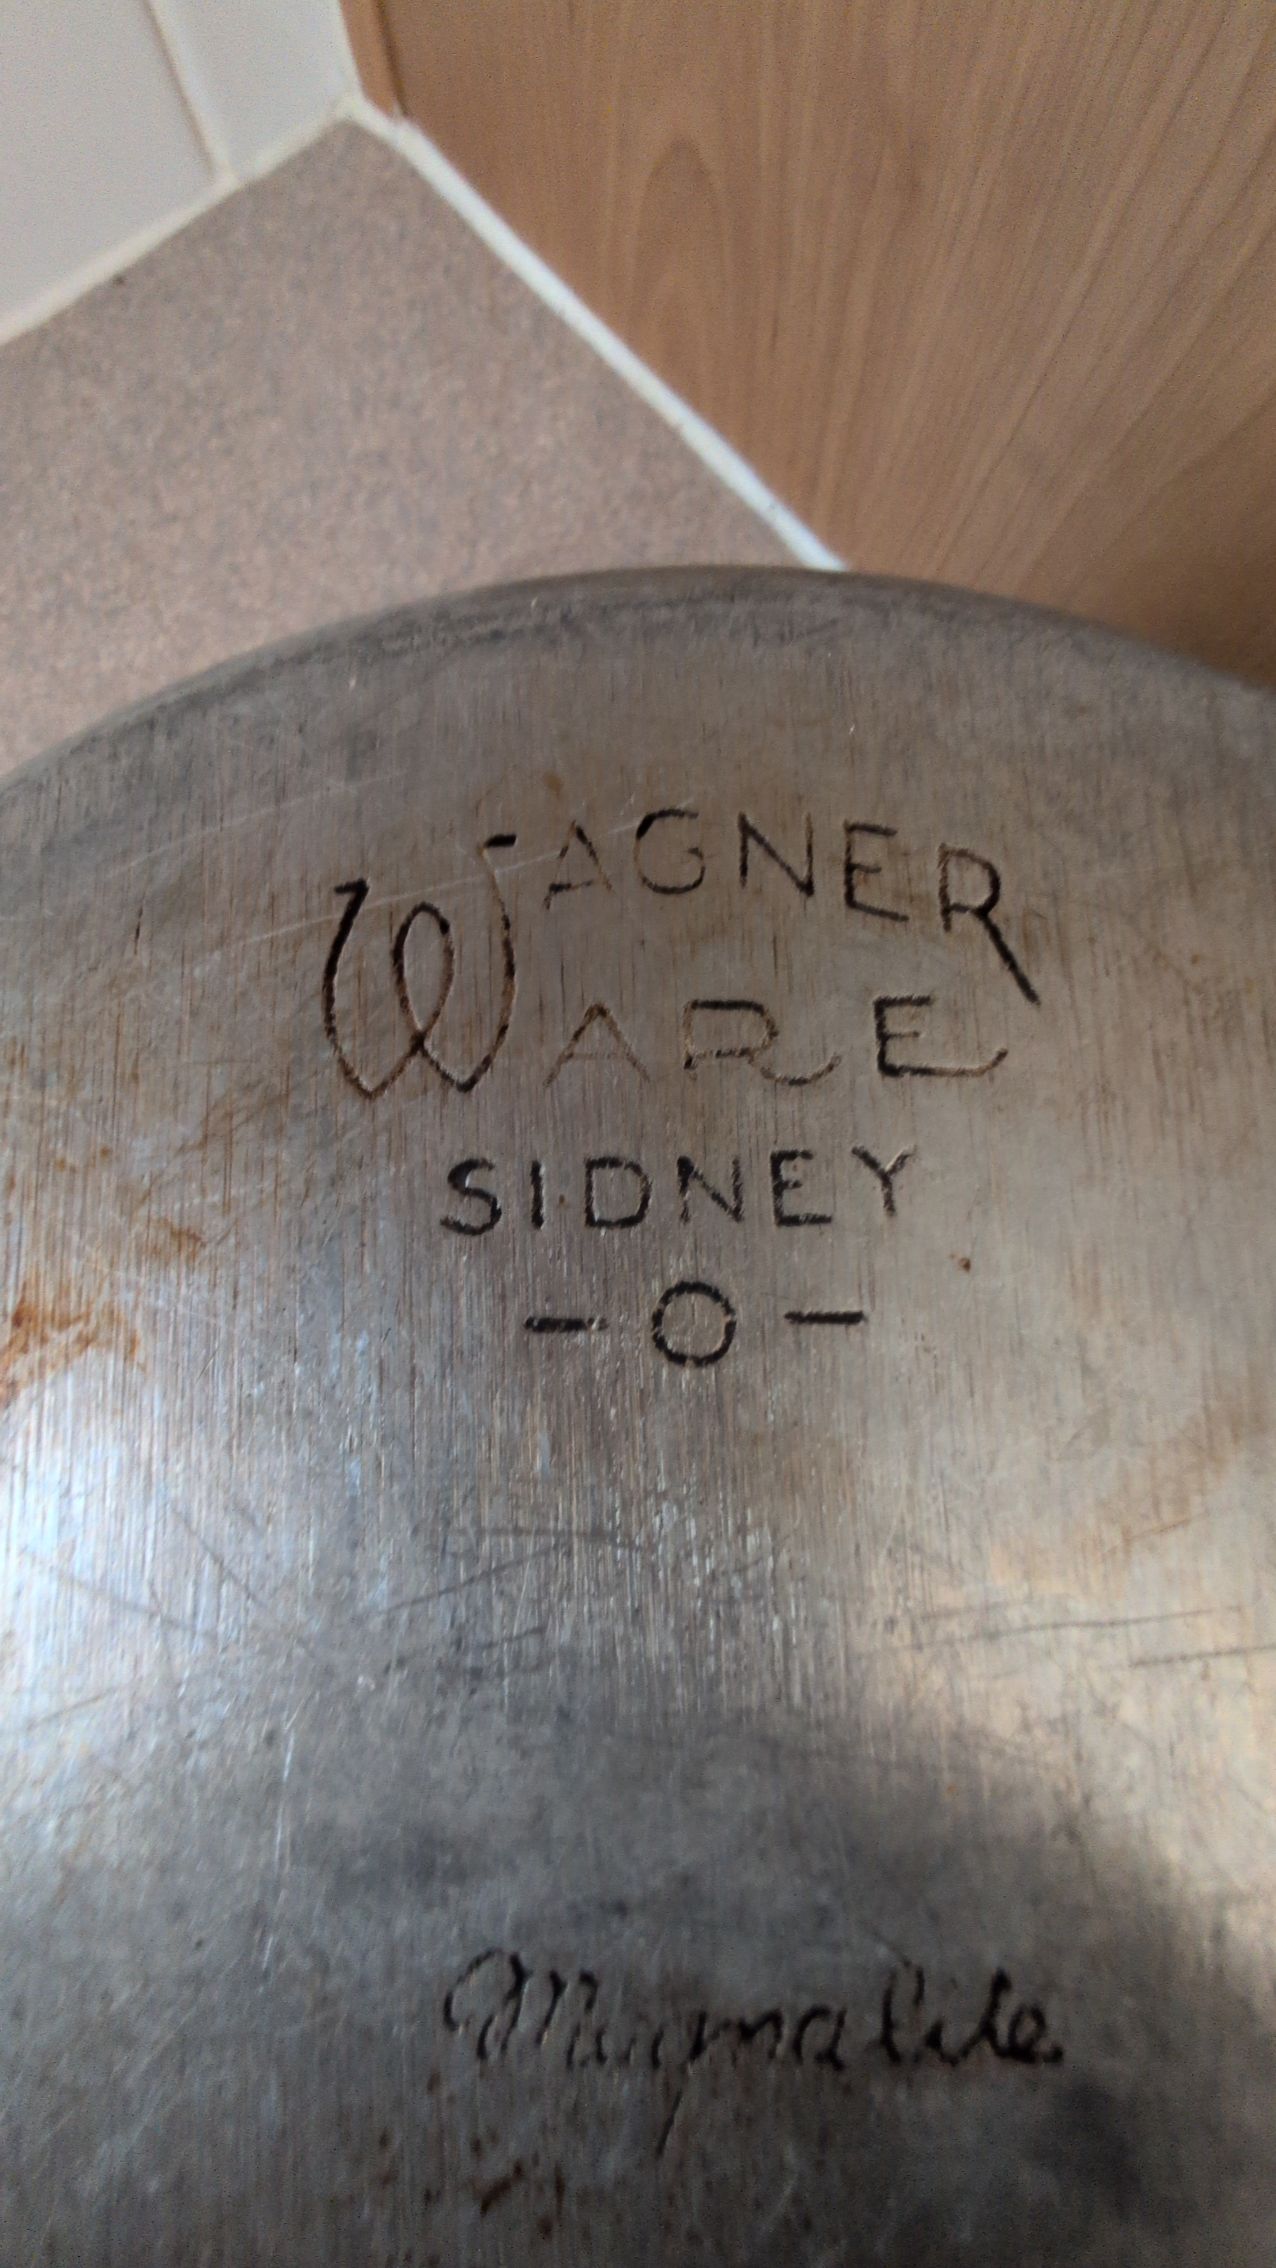 WAGNER
WARE
SIDNEY
- O -
Magnalite